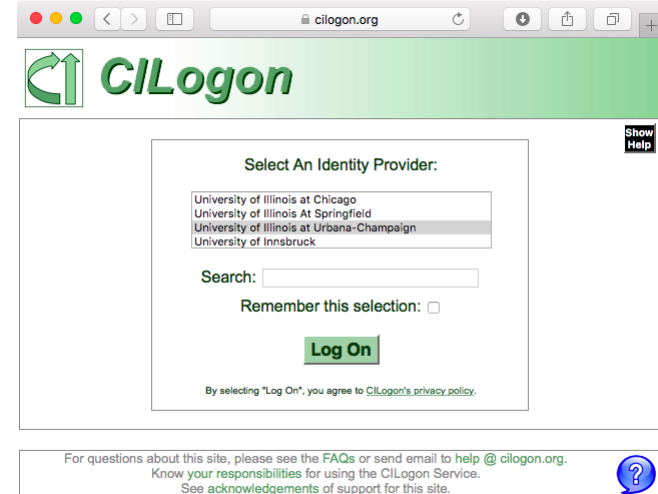 cilogon.org
CILogon
Show
Help
Select An Identity Provider:
University of Illinois at Chicago
University of Illinois At Springfield
University of Illinois at Urbana-Champaign
University of Innsbruck
Search:
Remember this selection:
Log On
By selecting "Log On", you agree to CILogon's privacy policy.
For questions about this site, please see the FAQs or send email to help @ cilogon.org.
Know your responsibilities for using the CILogon Service.
See acknowledgements of support for this site.